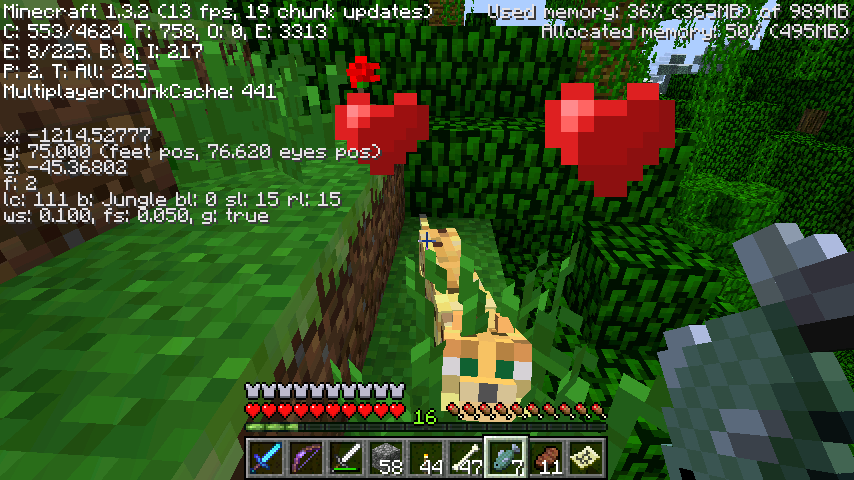 Minecraft 1.3.2 (13 fps, 19 chunk updates)
C: 553/4624, F: 758, O: 0, E: 3313
E: 8/225, B: 0, I: 217
P: 2, T: All: 225
MultiplayerChunkCache: 441
x: -1214.52777
y: 75.000 (feet pos, 76.620 eyes pos)
z: -45.36802
f: 2
lc: 111 b: Jungle bl: 0 sl: 15 rl: 15
ws: 0.100, fs: 0.050, g: true
Used memory: 36% (365MB) of 989MB
Allocated memory: 50% (495MB)
16
58 44 47 7 11